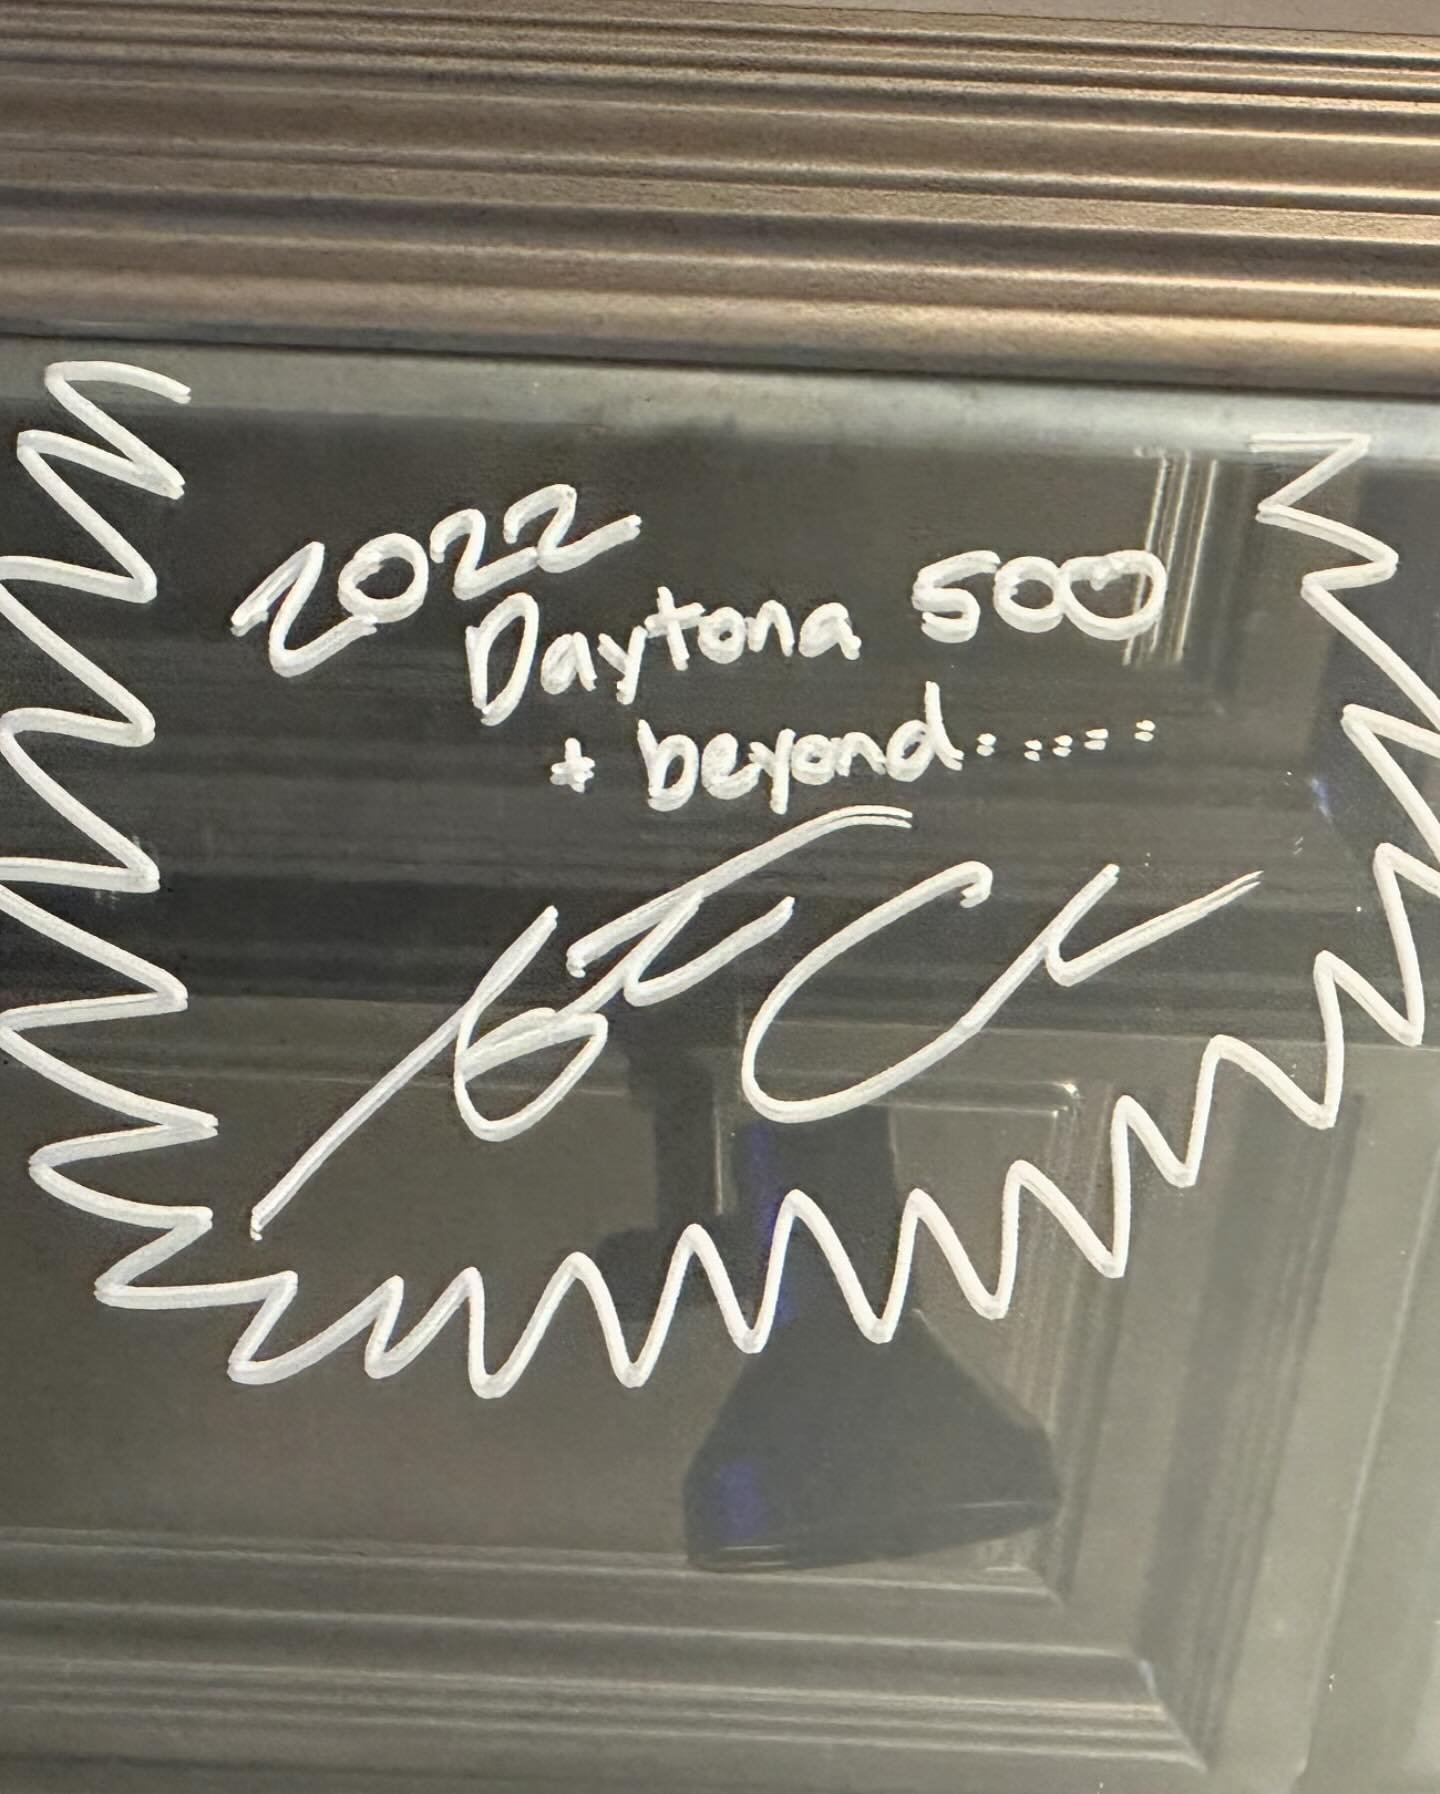 2022
Daytona 500
+ beyond.....